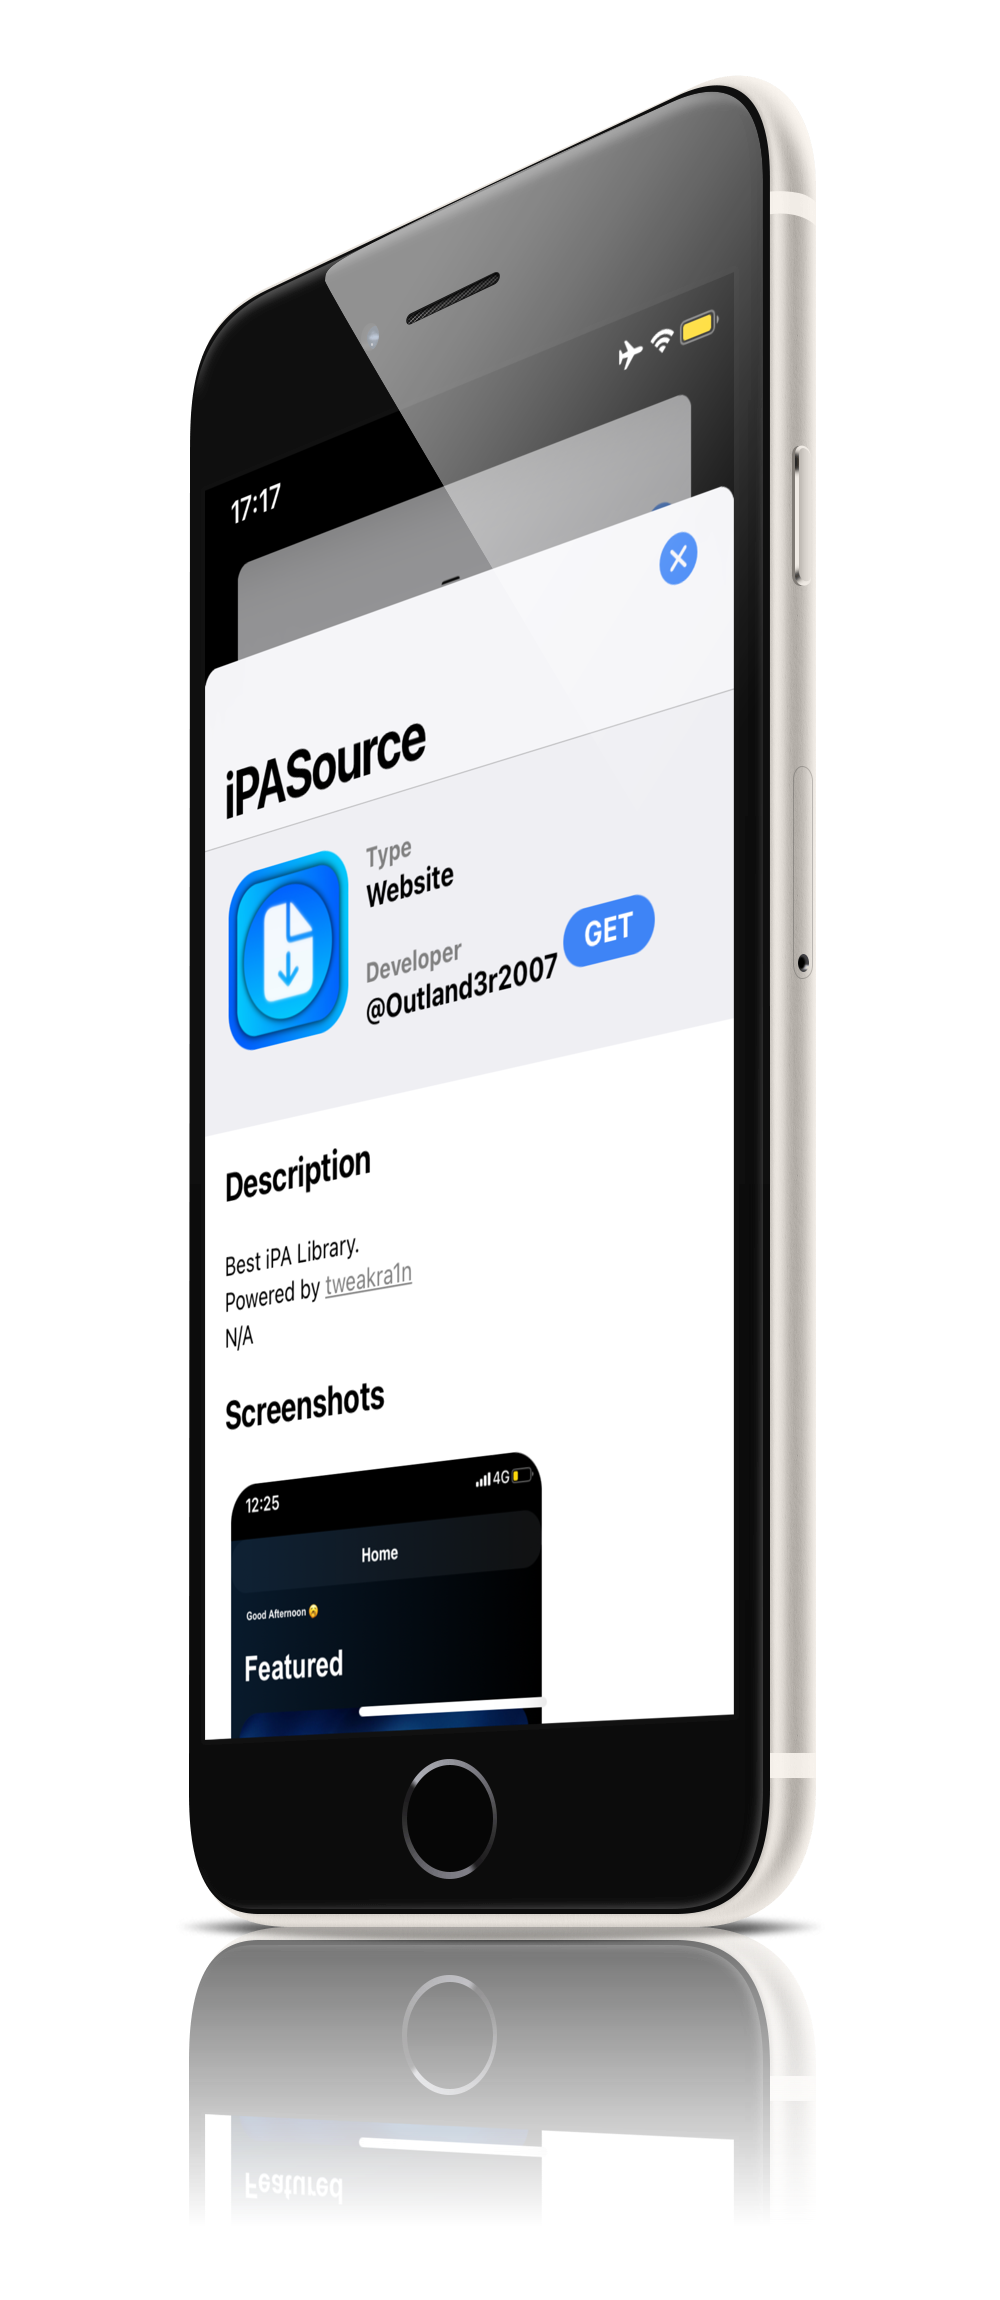 17:17
iPASource
Type
Website
Developer
@Outland3r2007
GET
Description
Best iPA Library.
Powered by tweakra1n
N/A
Screenshots
12:25
4G
Home
Good Afternoon 😮
Featured
Featured